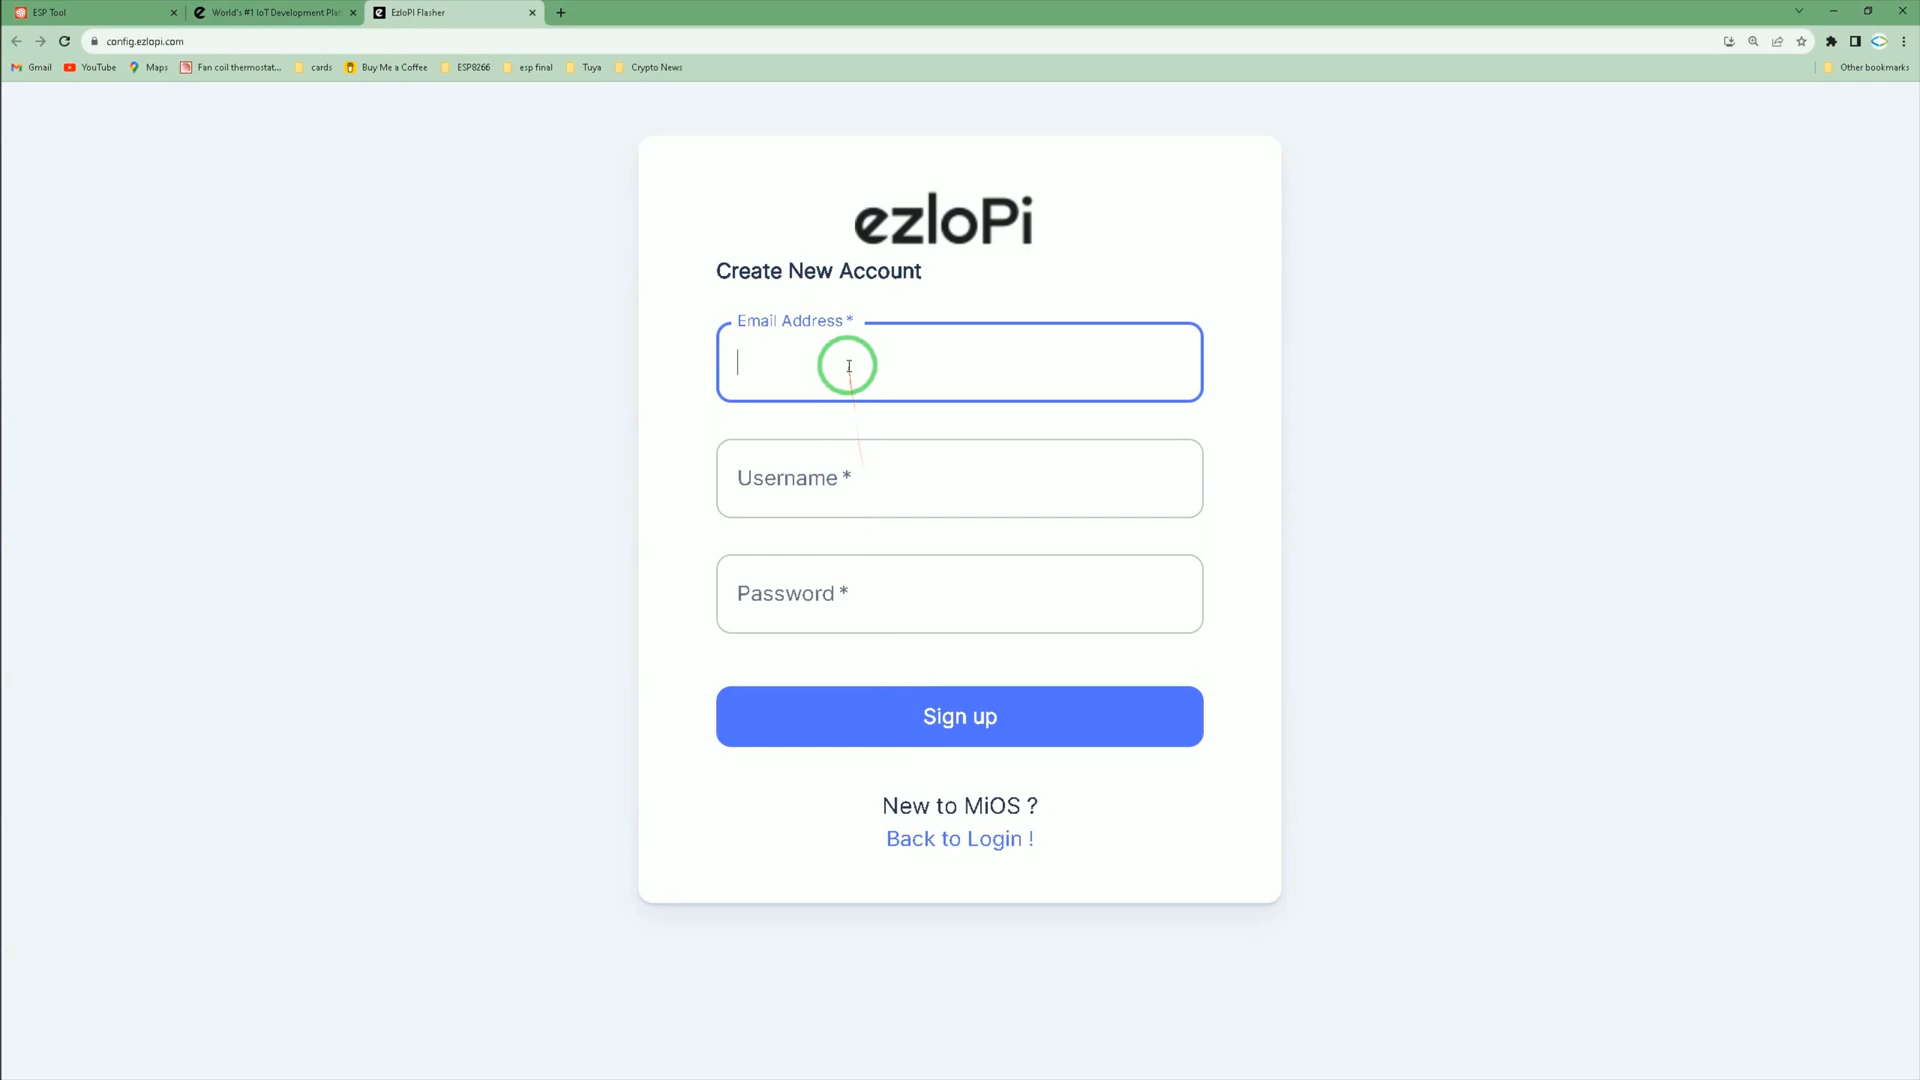 ESP Tool
World's #1 IoT Development Plat
EzloPI Flasher
config.ezlopi.com
Gmail
YouTube
Maps
Fan coil thermostat...
cards
Buy Me a Coffee
ESP8266
esp final
Tuya
Crypto News
Other bookmarks
ezloPi
Create New Account
Email Address *
Username *
Password *
Sign up
New to MiOS ?
Back to Login !